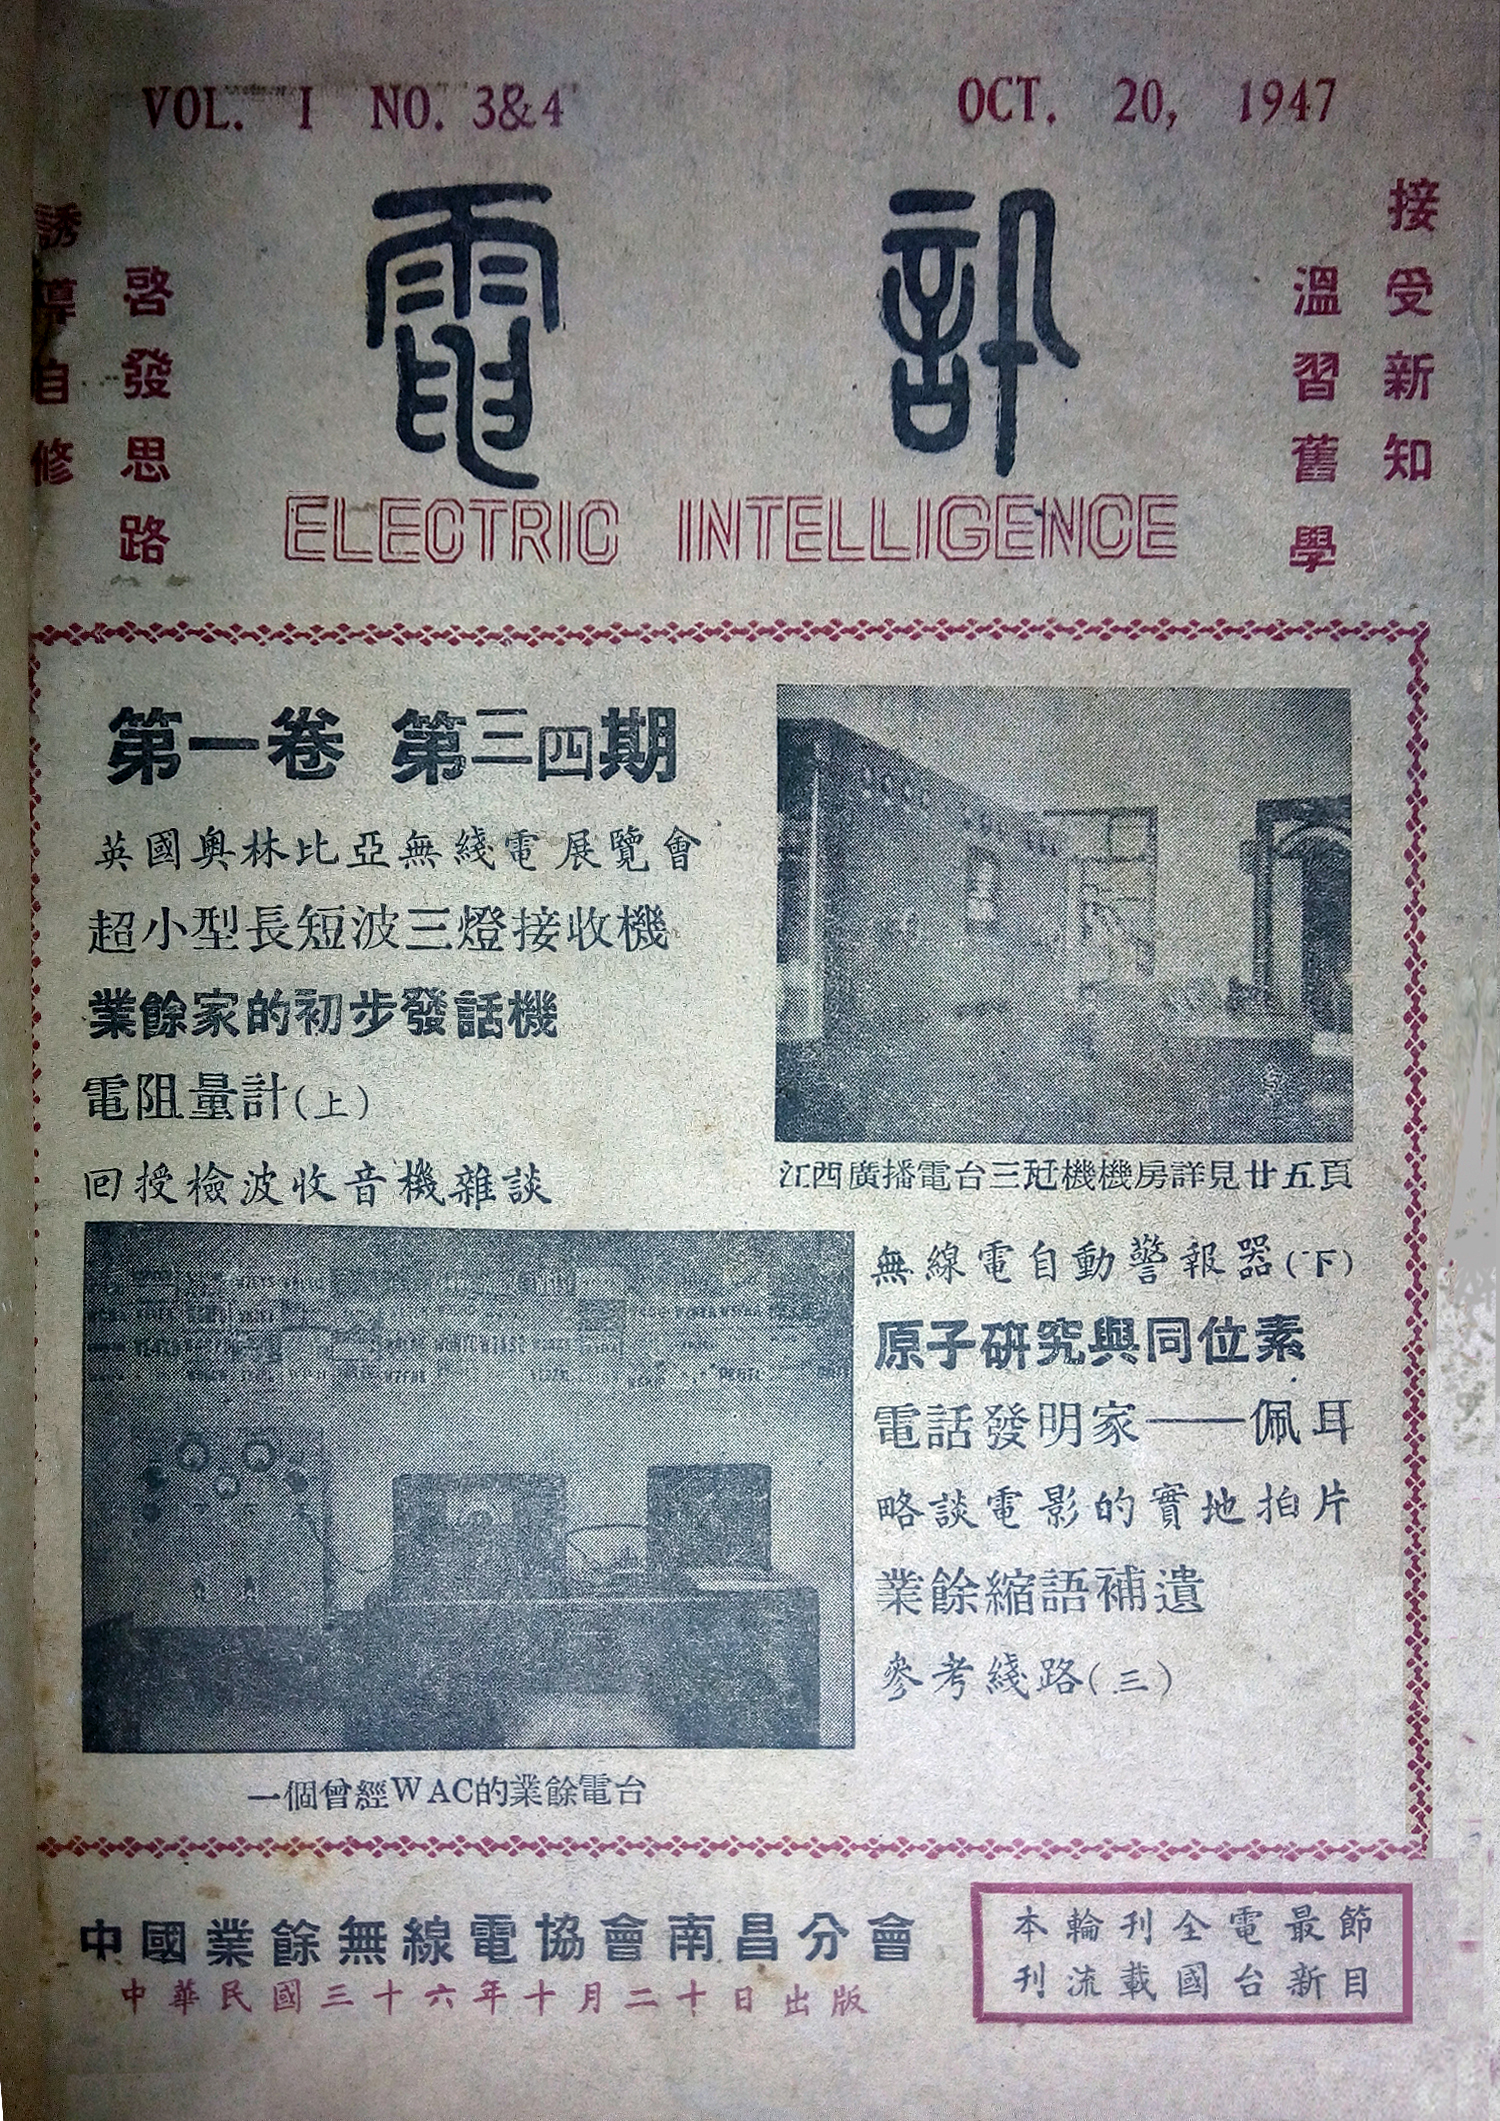 VOL. I NO. 3&4
OCT. 20, 1947
電訊
ELECTRIC INTELLIGENCE
接受新知
溫習舊學
啓發思路
誘導自修
第一卷 第三四期
英國奧林比亞無綫電展覽會
超小型長短波三燈接收機
業餘家的初步發話機
電阻量計(上)
回授檢波收音機雜談
江西廣播電台三瓩機機房詳見廿五頁
無線電自動警報器(下)
原子研究與同位素
電話發明家——佩耳
略談電影的實地拍片
業餘縮語補遺
參考綫路(三)
一個曾經WAC的業餘電台
中國業餘無線電協會南昌分會
中華民國三十六年十月二十日出版
本輪刊全電最節
刊流載國台新目